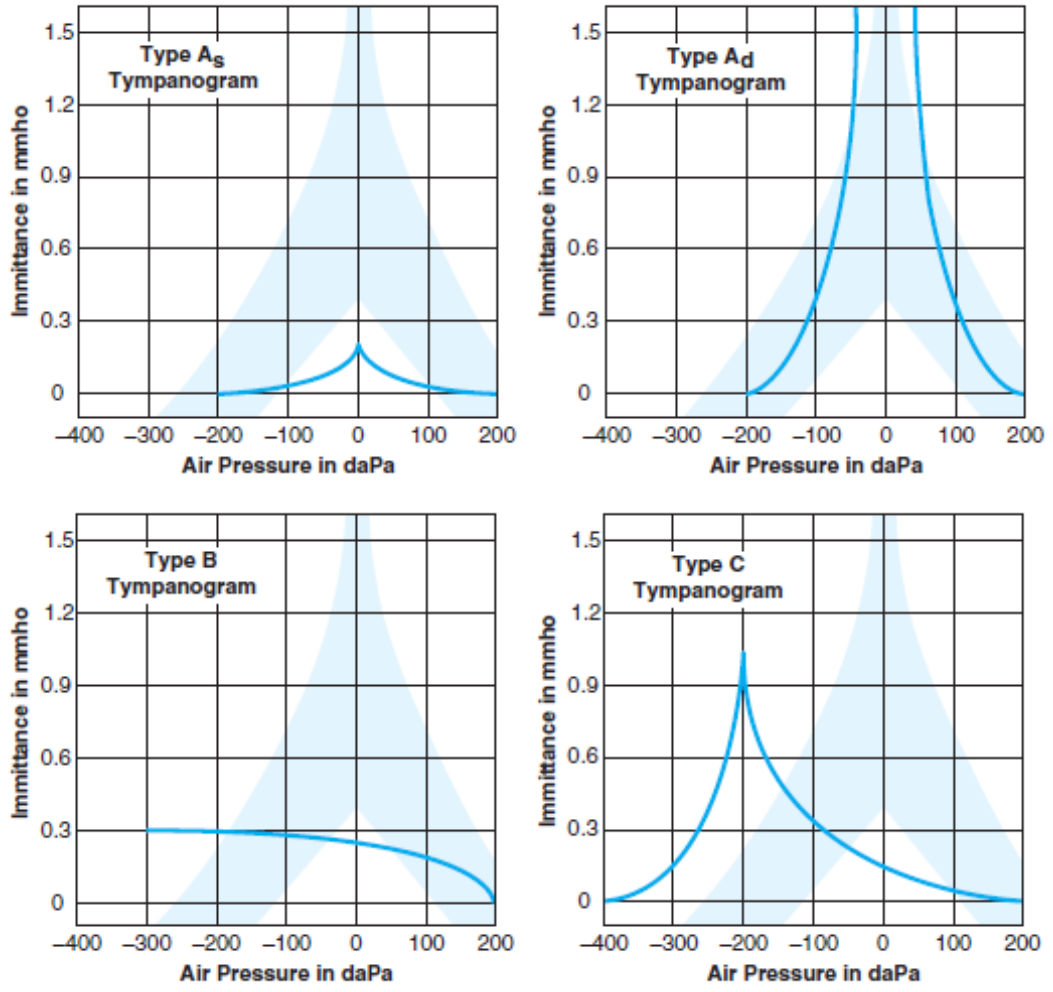 1.5
Type As
Tympanogram
1.2
0.9
0.6
0.3
0
Immittance in mmho
–400 –300 –200 –100 0 100 200
Air Pressure in daPa
1.5
Type Ad
Tympanogram
1.2
0.9
0.6
0.3
0
Immittance in mmho
–400 –300 –200 –100 0 100 200
Air Pressure in daPa
1.5
Type B
Tympanogram
1.2
0.9
0.6
0.3
0
Immittance in mmho
–400 –300 –200 –100 0 100 200
Air Pressure in daPa
1.5
Type C
Tympanogram
1.2
0.9
0.6
0.3
0
Immittance in mmho
–400 –300 –200 –100 0 100 200
Air Pressure in daPa